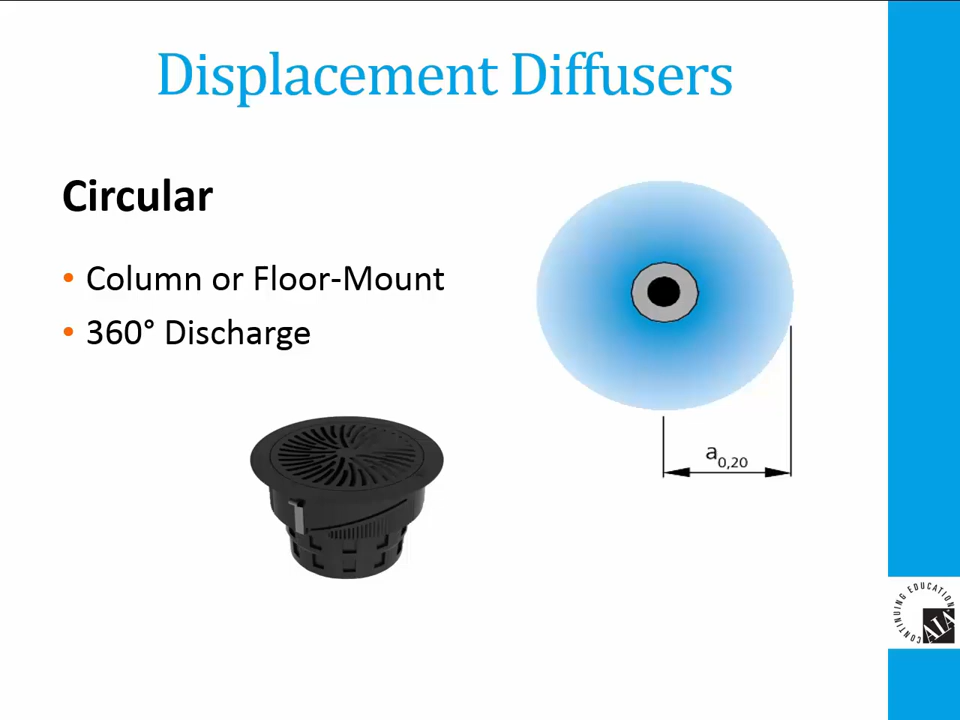 Displacement Diffusers
Circular
• Column or Floor-Mount
• 360° Discharge
a0,20
CONTINUING EDUCATION
AIA